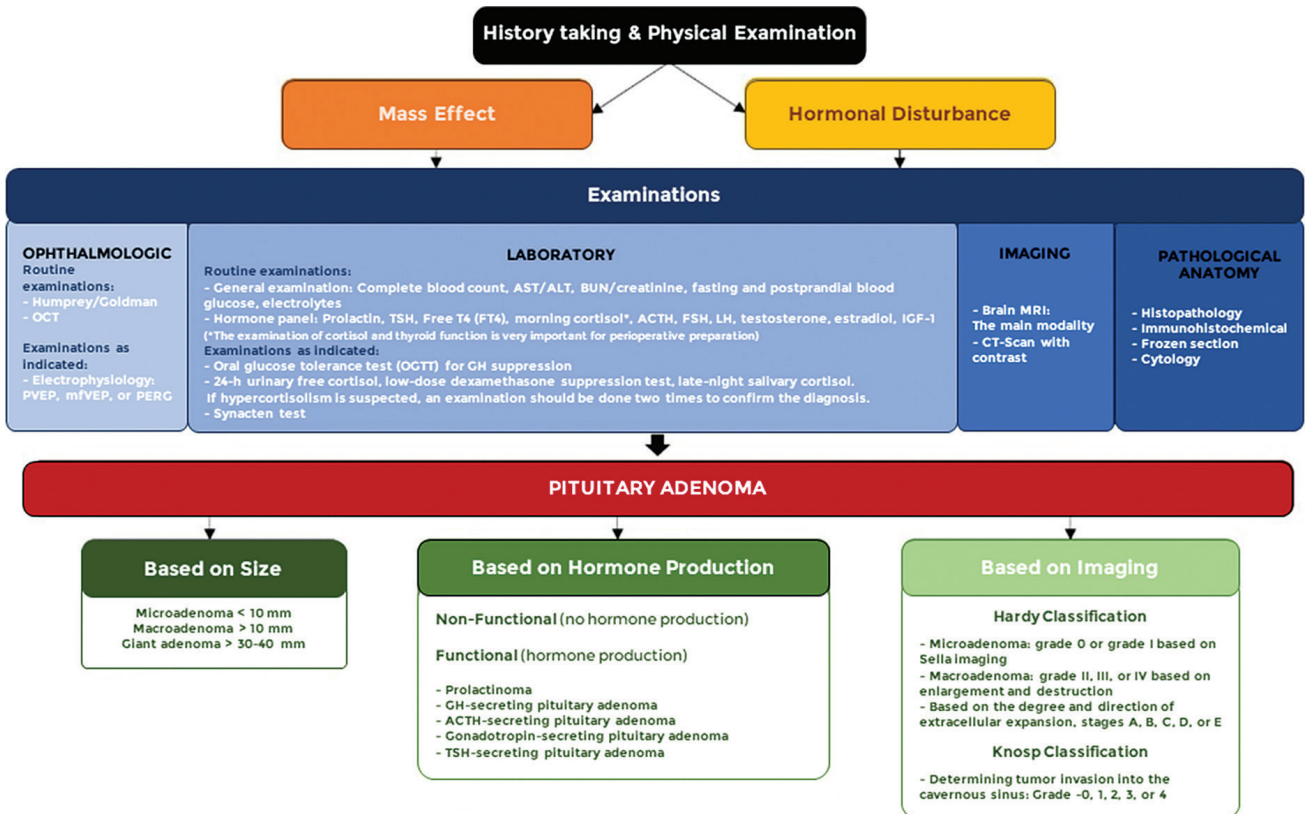 History taking & Physical Examination
Mass Effect
Hormonal Disturbance
Examinations
OPHTHALMOLOGIC
Routine
examinations:
- Humprey/Goldman
- OCT
Examinations as
indicated:
- Electrophysiology:
PVEP, mfVEP, or PERG
LABORATORY
Routine examinations:
- General examination: Complete blood count, AST/ALT, BUN/creatinine, fasting and postprandial blood
glucose, electrolytes
- Hormone panel: Prolactin, TSH, Free T4 (FT4), morning cortisol*, ACTH, FSH, LH, testosterone, estradiol, IGF-1
(*The examination of cortisol and thyroid function is very important for perioperative preparation)
Examinations as indicated:
- Oral glucose tolerance test (OGTT) for GH suppression
- 24-h urinary free cortisol, low-dose dexamethasone suppression test, late-night salivary cortisol.
If hypercortisolism is suspected, an examination should be done two times to confirm the diagnosis.
- Synacten test
IMAGING
- Brain MRI:
The main modality
- CT-Scan with
contrast
PATHOLOGICAL
ANATOMY
- Histopathology
- Immunohistochemical
- Frozen section
- Cytology
PITUITARY ADENOMA
Based on Size
Microadenoma < 10 mm
Macroadenoma > 10 mm
Giant adenoma > 30-40 mm
Based on Hormone Production
Non-Functional (no hormone production)
Functional (hormone production)
- Prolactinoma
- GH-secreting pituitary adenoma
- ACTH-secreting pituitary adenoma
- Gonadotropin-secreting pituitary adenoma
- TSH-secreting pituitary adenoma
Based on Imaging
Hardy Classification
- Microadenoma: grade 0 or grade I based on
Sella imaging
- Macroadenoma: grade II, III, or IV based on
enlargement and destruction
- Based on the degree and direction of
extracellular expansion, stages A, B, C, D, or E
Knosp Classification
- Determining tumor invasion into the
cavernous sinus: Grade -0, 1, 2, 3, or 4